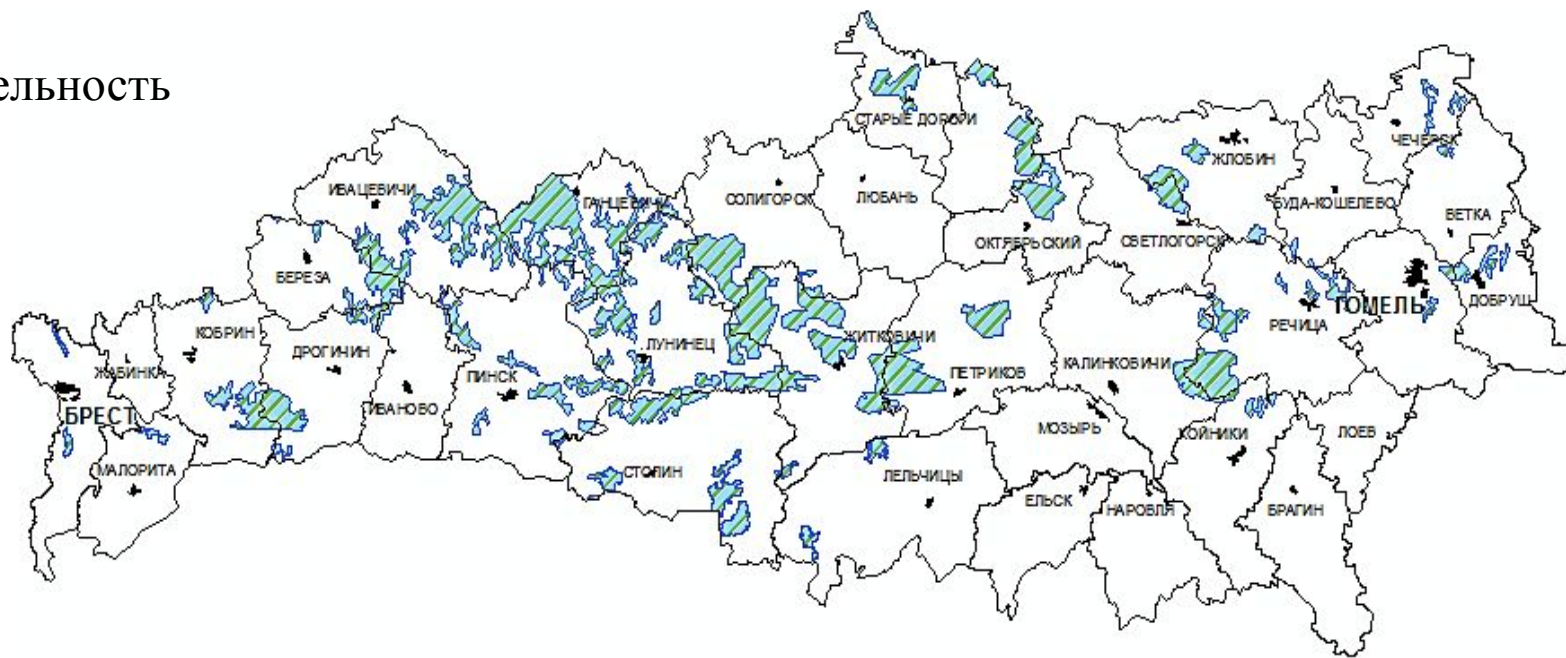 ельность
СТАРЫЕ ДОРОГИ
ЧЕЧЕРСК
ЖЛОБИН
ИВАЦЕВИЧИ
ГАНЦЕВИЧИ
СОЛИГОРСК
ЛЮБАНЬ
БУДА-КОШЕЛЕВО
ВЕТКА
ОКТЯБРЬСКИЙ
СВЕТЛОГОРСК
БЕРЕЗА
ДОБРУШ
ГОМЕЛЬ
РЕЧИЦА
КОБРИН
ЖИТКОВИЧИ
ЛУНИНЕЦ
ДРОГИЧИН
КАЛИНКОВИЧИ
ЖАБИНКА
ПИНСК
ПЕТРИКОВ
ИВАНОВО
БРЕСТ
МОЗЫРЬ
ХОЙНИКИ
ЛОЕВ
МАЛОРИТА
СТОЛИН
ЛЕЛЬЧИЦЫ
ЕЛЬСК
НАРОВЛЯ
БРАГИН